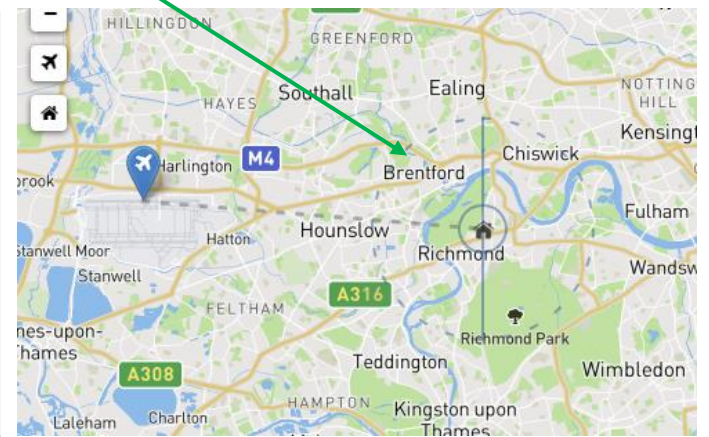 HILLINGDON
GREENFORD
NOTTING
HILL
HAYES
Southall
Ealing
Kensingt
Harlington
M4
Brentford
Chiswick
brook
Hatton
Hounslow
Fulham
Richmond
Stanwell Moor
Stanwell
Wandsw
FELTHAM
A316
nes-upon-
Thames
Richmond Park
A308
Teddington
Wimbledon
HAMPTON
Kingston upon
Thames
Laleham
Charlton